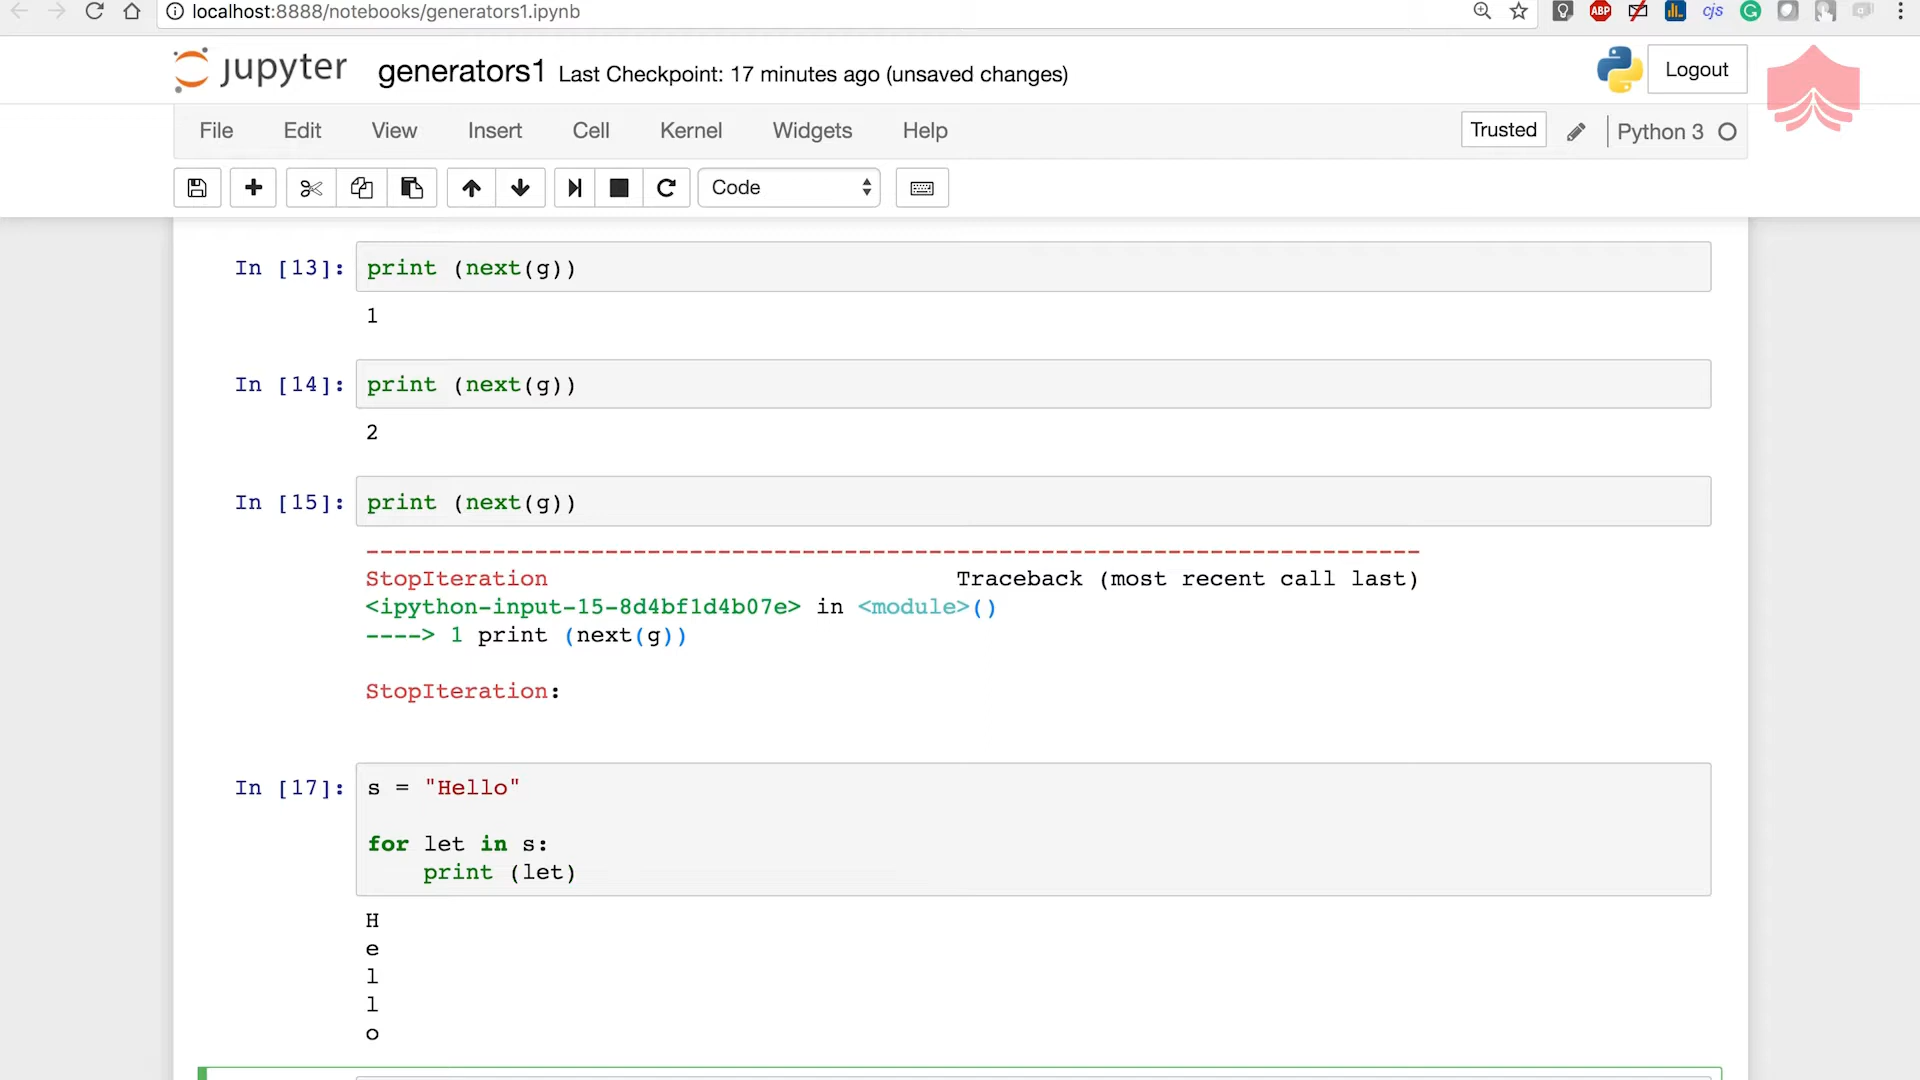 localhost:8888/notebooks/generators1.ipynb
ABP
cjs
jupyter generators1 Last Checkpoint: 17 minutes ago (unsaved changes)
Logout
File Edit View Insert Cell Kernel Widgets Help
Trusted
Python 3
Code
In [13]: print (next(g))
1
In [14]: print (next(g))
2
In [15]: print (next(g))
---------------------------------------------------------------------------
StopIteration Traceback (most recent call last)
<ipython-input-15-8d4bf1d4b07e> in <module>()
----> 1 print (next(g))
StopIteration:
In [17]: s = "Hello"
for let in s:
print (let)
H
e
l
l
o